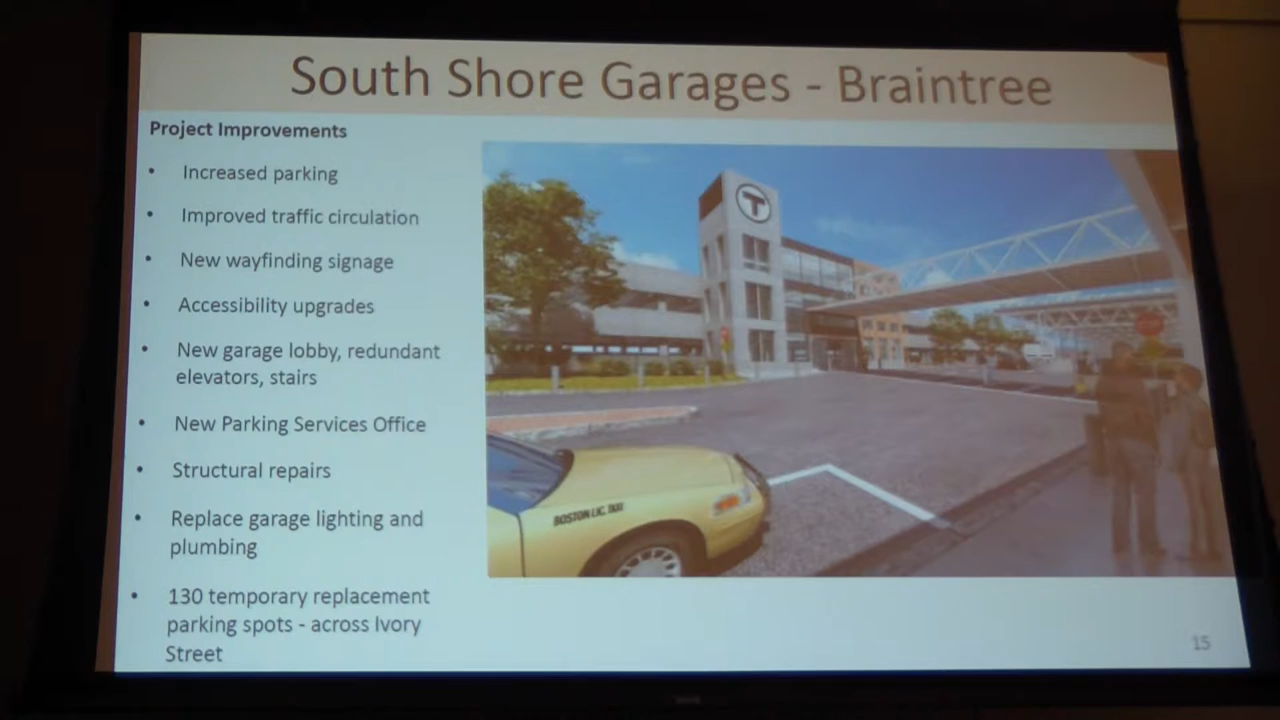 South Shore Garages - Braintree
Project Improvements
• Increased parking
• Improved traffic circulation
• New wayfinding signage
• Accessibility upgrades
• New garage lobby, redundant
elevators, stairs
• New Parking Services Office
• Structural repairs
• Replace garage lighting and
plumbing
• 130 temporary replacement
parking spots - across Ivory
Street
T
BOSTON LIC. TAXI
15